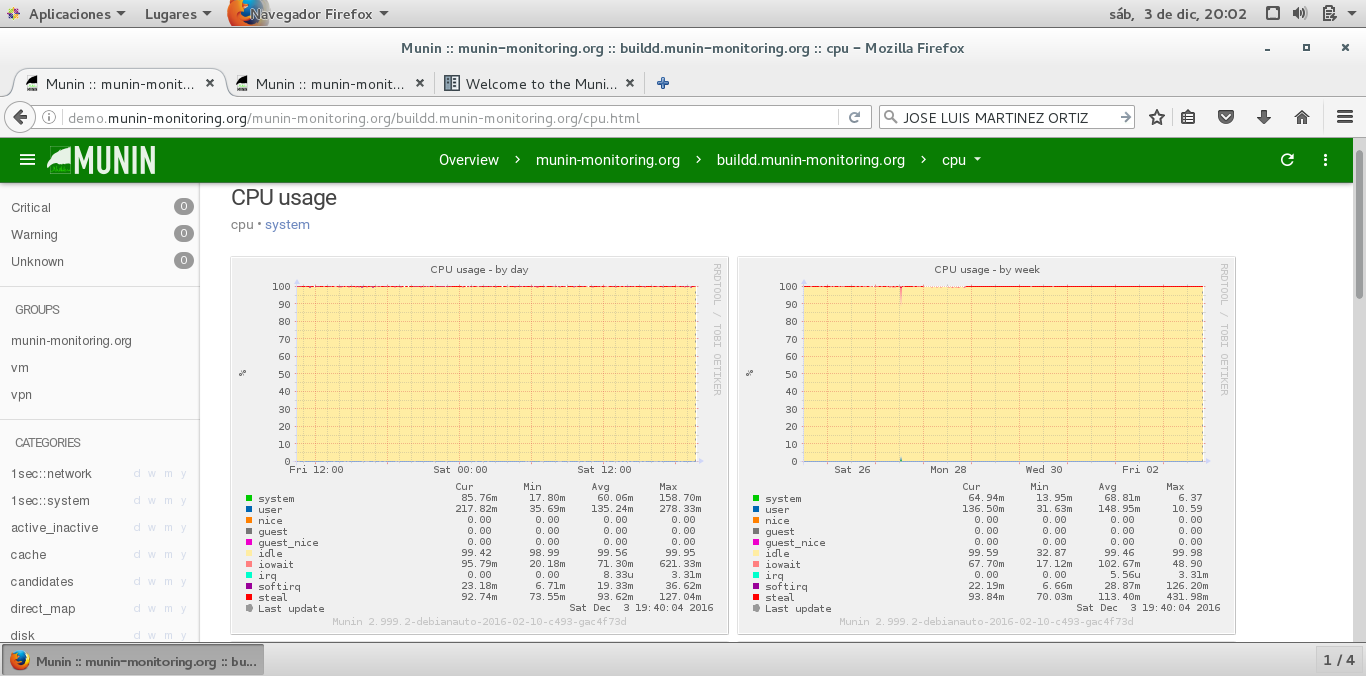 Aplicaciones Lugares Navegador Firefox sáb, 3 de dic, 20:02
Munin :: munin-monitoring.org :: buildd.munin-monitoring.org :: cpu - Mozilla Firefox
Munin :: munin-monit... Munin :: munin-monit... Welcome to the Muni...
demo.munin-monitoring.org/munin-monitoring.org/buildd.munin-monitoring.org/cpu.html JOSE LUIS MARTINEZ ORTIZ
MUNIN Overview munin-monitoring.org buildd.munin-monitoring.org cpu
Critical 0
Warning 0
Unknown 0
GROUPS
munin-monitoring.org
vm
vpn
CATEGORIES
1sec::network d w m y
1sec::system d w m y
active_inactive d w m y
cache d w m y
candidates d w m y
direct_map d w m y
disk d w m y
CPU usage
cpu • system
CPU usage - by day
RRDTOOL / TOBI OETIKER
100
90
80
70
60
50
40
30
20
10
0
%
Fri 12:00 Sat 00:00 Sat 12:00
Cur Min Avg Max
system 85.76m 17.80m 60.06m 158.70m
user 217.82m 35.69m 135.24m 278.33m
nice 0.00 0.00 0.00 0.00
guest 0.00 0.00 0.00 0.00
guest_nice 0.00 0.00 0.00 0.00
idle 99.42 98.99 99.56 99.95
iowait 95.79m 20.18m 71.30m 621.33m
irq 0.00 0.00 8.33u 3.31m
softirq 23.18m 6.71m 19.33m 36.62m
steal 92.74m 73.55m 93.62m 127.04m
Last update Sat Dec 3 19:40:04 2016
Munin 2.999.2-debianauto-2016-02-10-c493-gac4f73d
CPU usage - by week
RRDTOOL / TOBI OETIKER
100
90
80
70
60
50
40
30
20
10
0
%
Sat 26 Mon 28 Wed 30 Fri 02
Cur Min Avg Max
system 64.94m 13.95m 68.81m 6.37
user 136.50m 31.63m 148.95m 10.59
nice 0.00 0.00 0.00 0.00
guest 0.00 0.00 0.00 0.00
guest_nice 0.00 0.00 0.00 0.00
idle 99.59 32.87 99.46 99.98
iowait 67.70m 17.12m 102.67m 48.90
irq 0.00 0.00 5.56u 3.31m
softirq 22.19m 6.66m 28.87m 126.20m
steal 93.84m 70.03m 113.40m 431.98m
Last update Sat Dec 3 19:40:04 2016
Munin 2.999.2-debianauto-2016-02-10-c493-gac4f73d
Munin :: munin-monitoring.org :: bu... 1 / 4